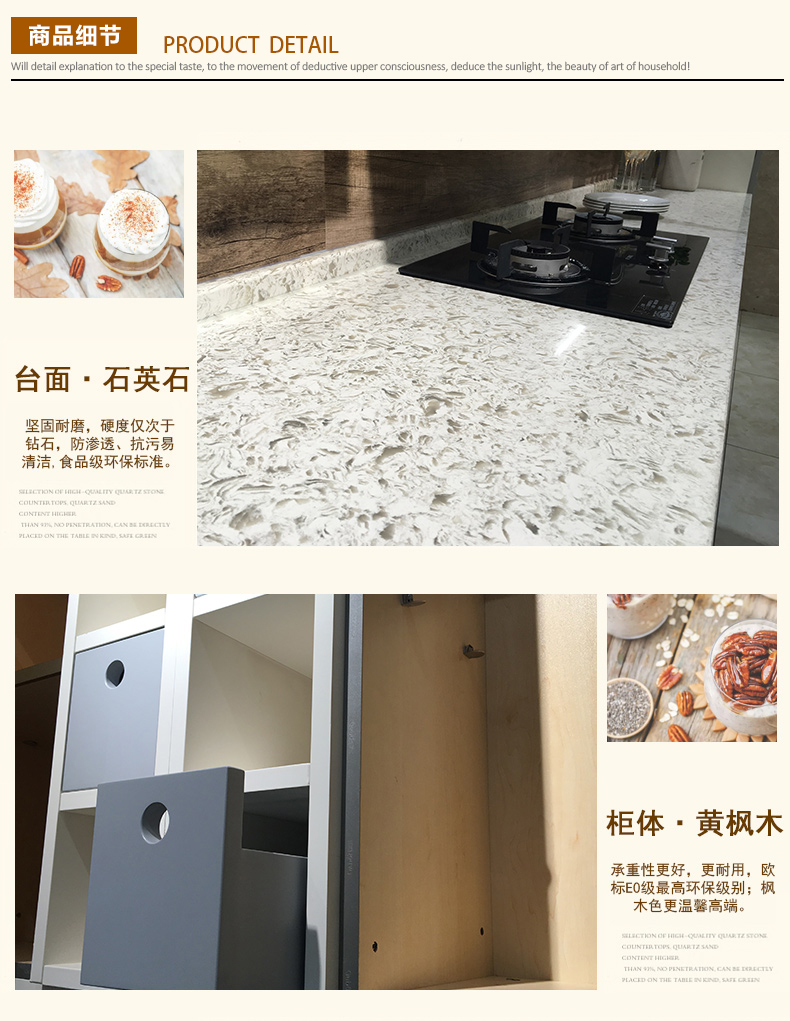 商品细节
PRODUCT DETAIL
Will detail explanation to the special taste, to the movement of deductive upper consciousness, deduce the sunlight, the beauty of art of household!
台面·石英石
坚固耐磨，硬度仅次于
钻石，防渗透、抗污易
清洁,食品级环保标准。
SELECTION OF HIGH-QUALITY QUARTZ STONE
COUNTERTOPS, QUARTZ SAND
CONTENT HIGHER
THAN 93%, NO PENETRATION, CAN BE DIRECTLY
PLACED ON THE TABLE IN KIND, SAFE GREEN
柜体·黄枫木
承重性更好，更耐用，欧
标E0级最高环保级别；枫
木色更温馨高端。
SELECTION OF HIGH-QUALITY QUARTZ STONE
COUNTERTOPS, QUARTZ SAND
CONTENT HIGHER
THAN 93%, NO PENETRATION, CAN BE DIRECTLY
PLACED ON THE TABLE IN KIND, SAFE GREEN